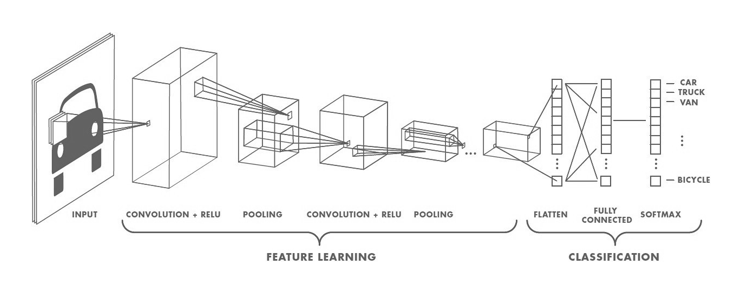 CAR
TRUCK
VAN
BICYCLE
INPUT
CONVOLUTION + RELU
POOLING
CONVOLUTION + RELU
POOLING
FLATTEN
FULLY
CONNECTED
SOFTMAX
FEATURE LEARNING
CLASSIFICATION